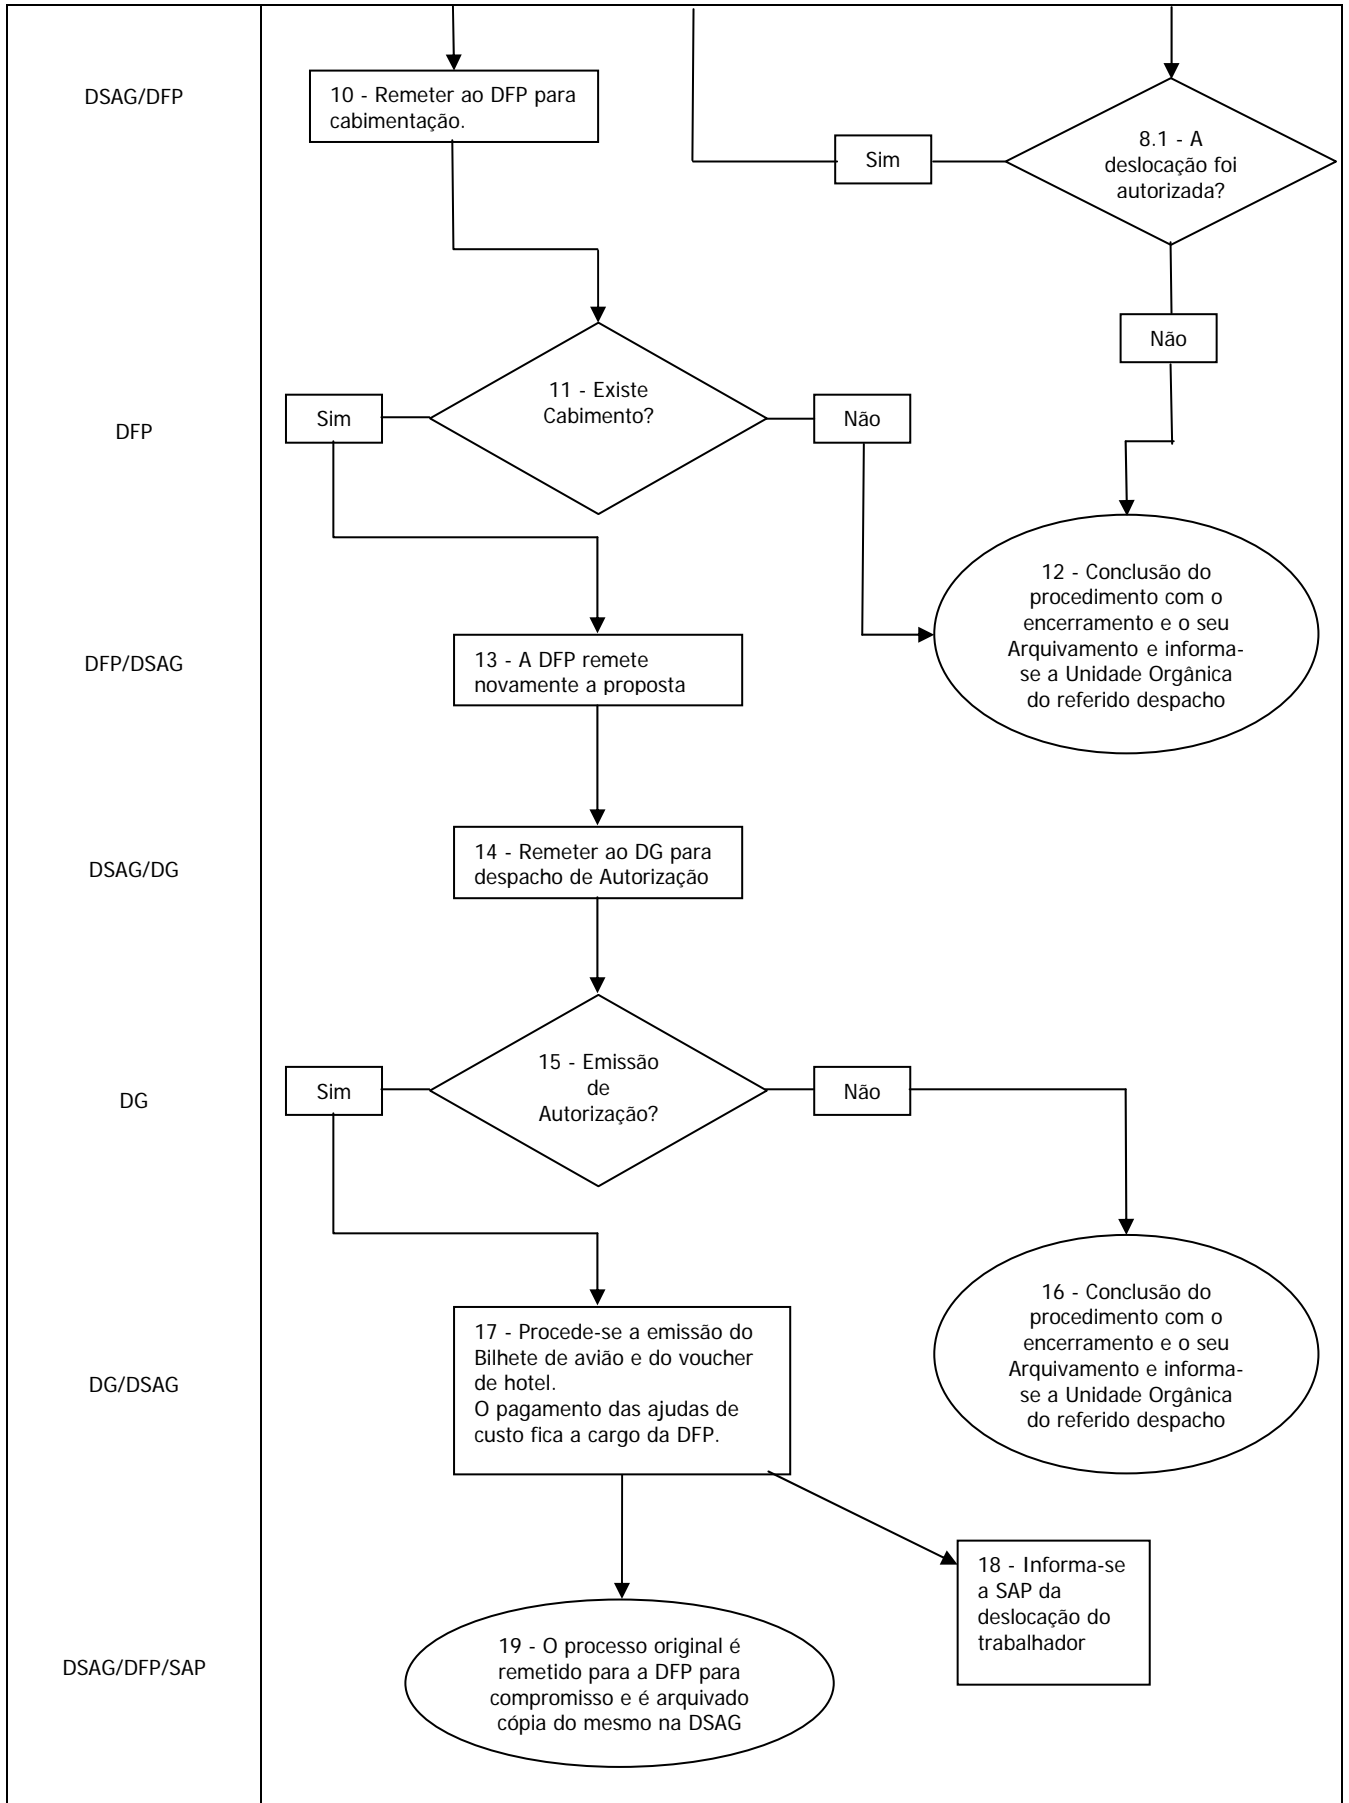 DSAG/DFP
10 - Remeter ao DFP para
cabimentação.
Sim
8.1 - A
deslocação foi
autorizada?
Não
DFP
Sim
11 - Existe
Cabimento?
Não
12 - Conclusão do
procedimento com o
encerramento e o seu
Arquivamento e informa-
se a Unidade Orgânica
do referido despacho
DFP/DSAG
13 - A DFP remete
novamente a proposta
DSAG/DG
14 - Remeter ao DG para
despacho de Autorização
DG
Sim
15 - Emissão
de
Autorização?
Não
16 - Conclusão do
procedimento com o
encerramento e o seu
Arquivamento e informa-
se a Unidade Orgânica
do referido despacho
DG/DSAG
17 - Procede-se a emissão do
Bilhete de avião e do voucher
de hotel.
O pagamento das ajudas de
custo fica a cargo da DFP.
18 - Informa-se
a SAP da
deslocação do
trabalhador
DSAG/DFP/SAP
19 - O processo original é
remetido para a DFP para
compromisso e é arquivado
cópia do mesmo na DSAG